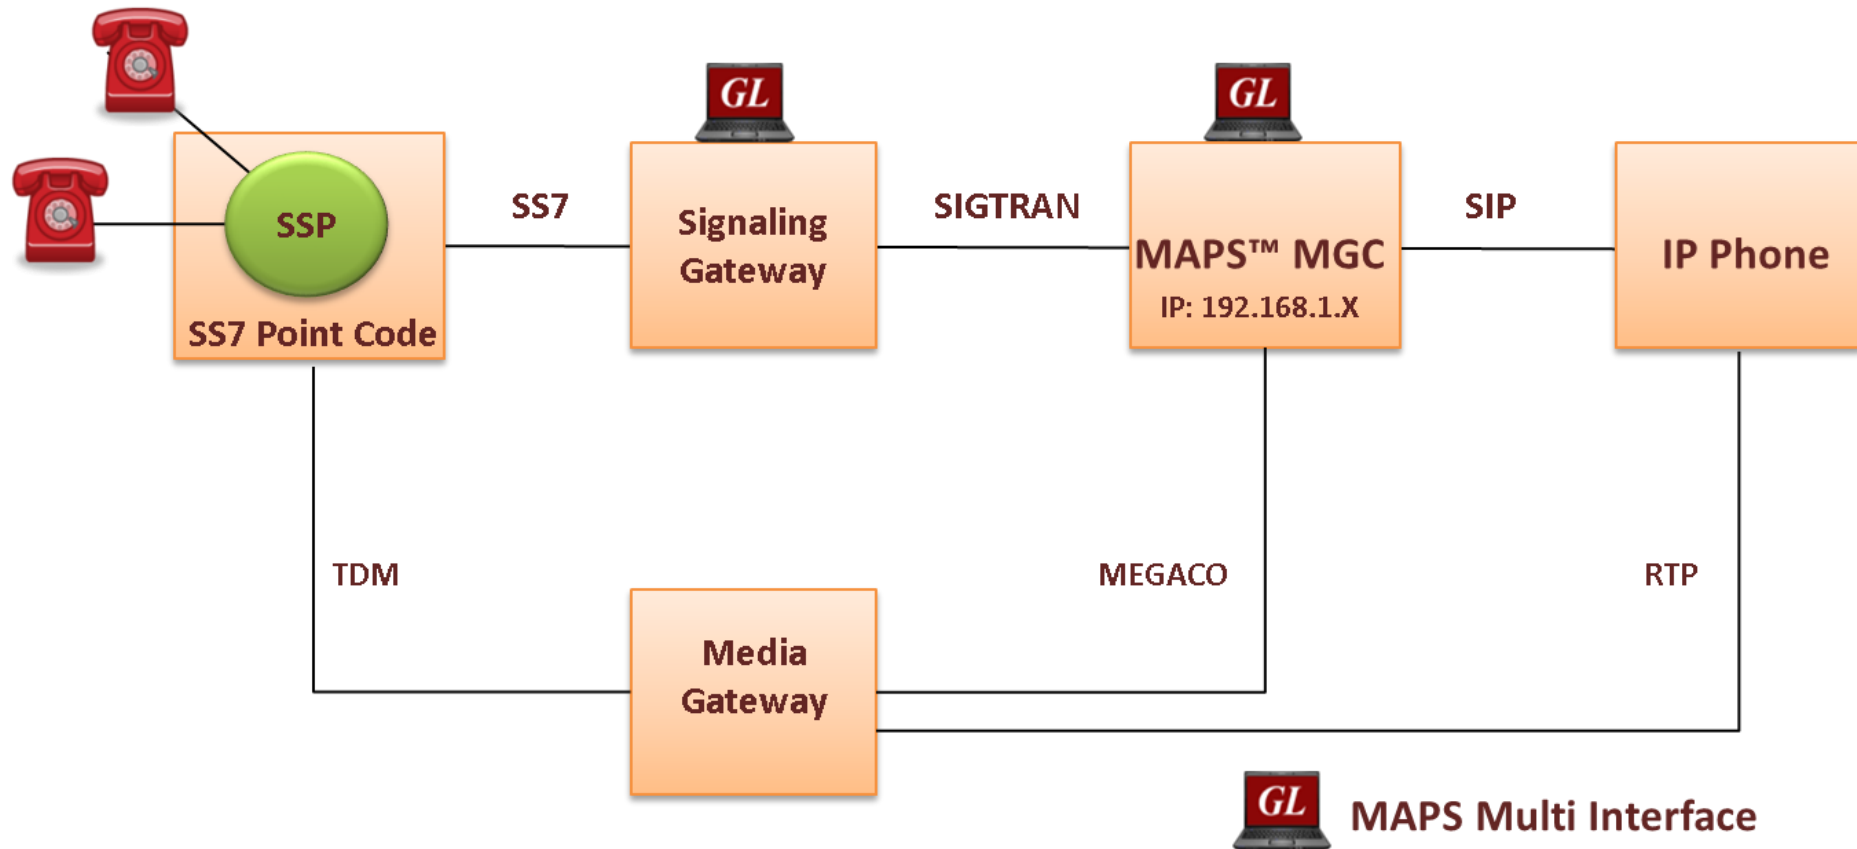 GL
GL
SSP
SS7 Point Code
SS7
Signaling
Gateway
SIGTRAN
MAPS™ MGC
IP: 192.168.1.X
SIP
IP Phone
TDM
MEGACO
RTP
Media
Gateway
GL
MAPS Multi Interface